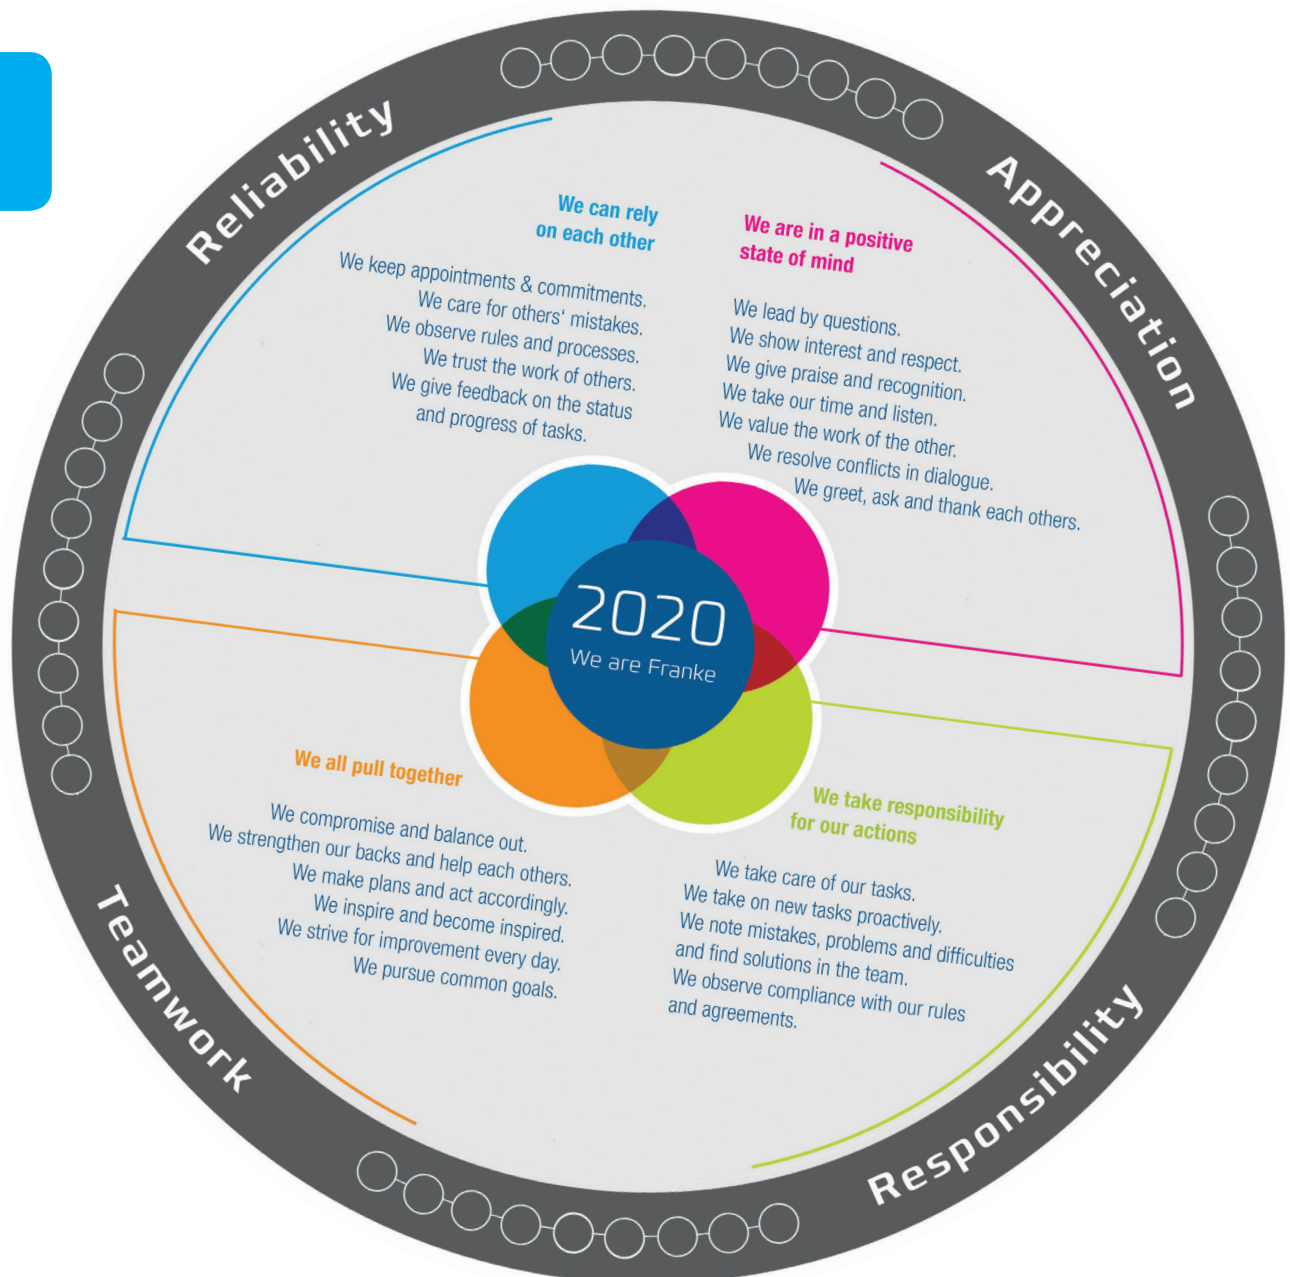 Reliability
We can rely
on each other
We keep appointments & commitments.
We care for others‘ mistakes.
We observe rules and processes.
We trust the work of others.
We give feedback on the status
and progress of tasks.
Appreciation
We are in a positive
state of mind
We lead by questions.
We show interest and respect.
We give praise and recognition.
We take our time and listen.
We value the work of the other.
We resolve conflicts in dialogue.
We greet, ask and thank each others.
2020
We are Franke
Teamwork
We all pull together
We compromise and balance out.
We strengthen our backs and help each others.
We make plans and act accordingly.
We inspire and become inspired.
We strive for improvement every day.
We pursue common goals.
Responsibility
We take responsibility
for our actions
We take care of our tasks.
We take on new tasks proactively.
We note mistakes, problems and difficulties
and find solutions in the team.
We observe compliance with our rules
and agreements.